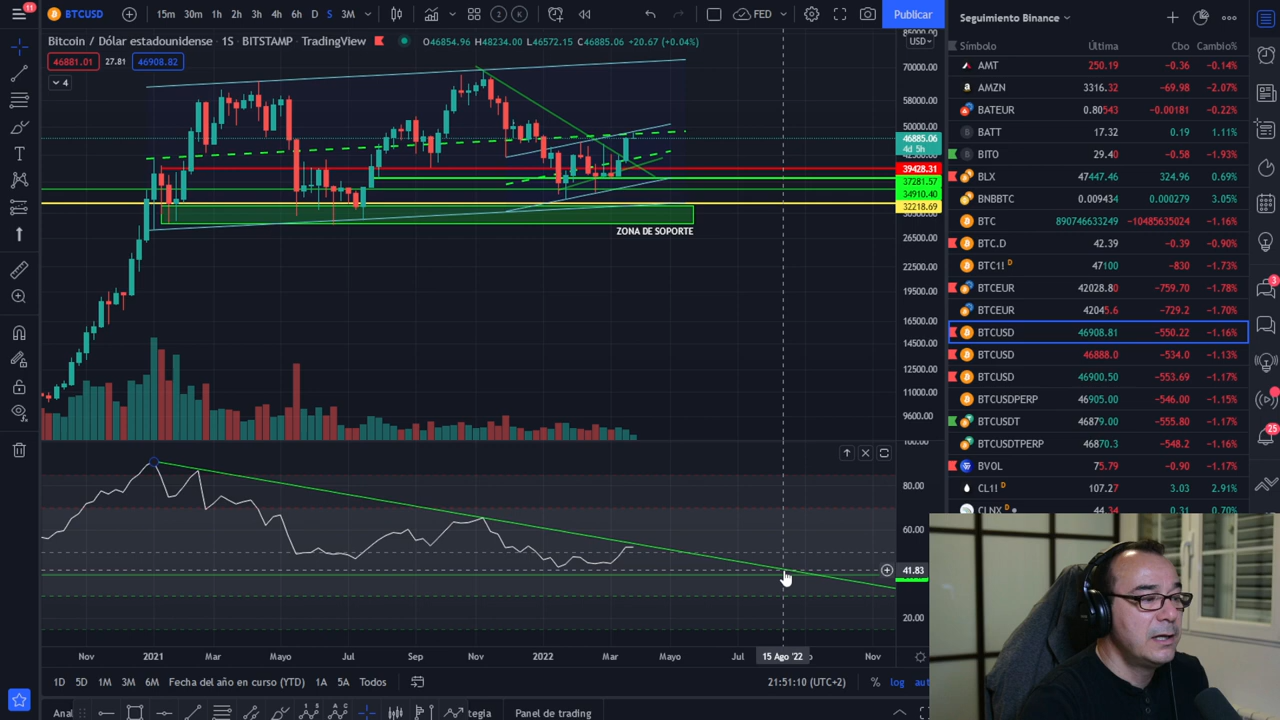 11
BTCUSD
15m 30m 1h 2h 3h 4h 6h D S 3M
2 K
FED
Publicar
Bitcoin / Dólar estadounidense · 1S · BITSTAMP · TradingView
O46854.96 H48234.00 L46572.15 C46885.06 +20.67 (+0.04%)
USD
46881.01 27.81 46908.82
4
70000.00
58000.00
50000.00
46885.06
4d 5h
39428.31
37281.57
34910.40
32218.69
ZONA DE SOPORTE
26500.00
22500.00
19500.00
16500.00
14500.00
12500.00
11000.00
9600.00
80.00
60.00
41.83
20.00
Nov 2021 Mar Mayo Jul Sep Nov 2022 Mar Mayo Jul 15 Ago '22 Nov
1D 5D 1M 3M 6M Fecha del año en curso (YTD) 1A 5A Todos
21:51:10 (UTC+2) % log
Panel de trading
Seguimiento Binance
Símbolo Última Cbo Cambio%
AMT 250.19 −0.36 −0.14%
AMZN 3316.32 −69.98 −2.07%
BATEUR 0.80543 −0.00181 −0.22%
BATT 17.32 0.19 1.11%
BITO 29.40 −0.58 −1.93%
BLX 47447.46 324.96 0.69%
BNBBTC 0.009434 0.000279 3.05%
BTC 890746633249 −10485635024 −1.16%
BTC.D 42.39 −0.39 −0.90%
BTC1! D 47100 −830 −1.73%
BTCEUR 42028.80 −759.70 −1.78%
BTCEUR 42045.6 −729.2 −1.70%
BTCUSD 46908.81 −550.22 −1.16%
BTCUSD 46888.0 −534.0 −1.13%
BTCUSD 46900.50 −553.69 −1.17%
BTCUSDPERP 46905.00 −546.00 −1.15%
BTCUSDT 46879.00 −555.80 −1.16%
BTCUSDTPERP 46870.3 −548.2 −1.16%
BVOL 75.79 −0.90 −1.17%
CL1! D 107.27 3.03 2.91%
CLNX D 44.34 0.31 0.70%
3
25